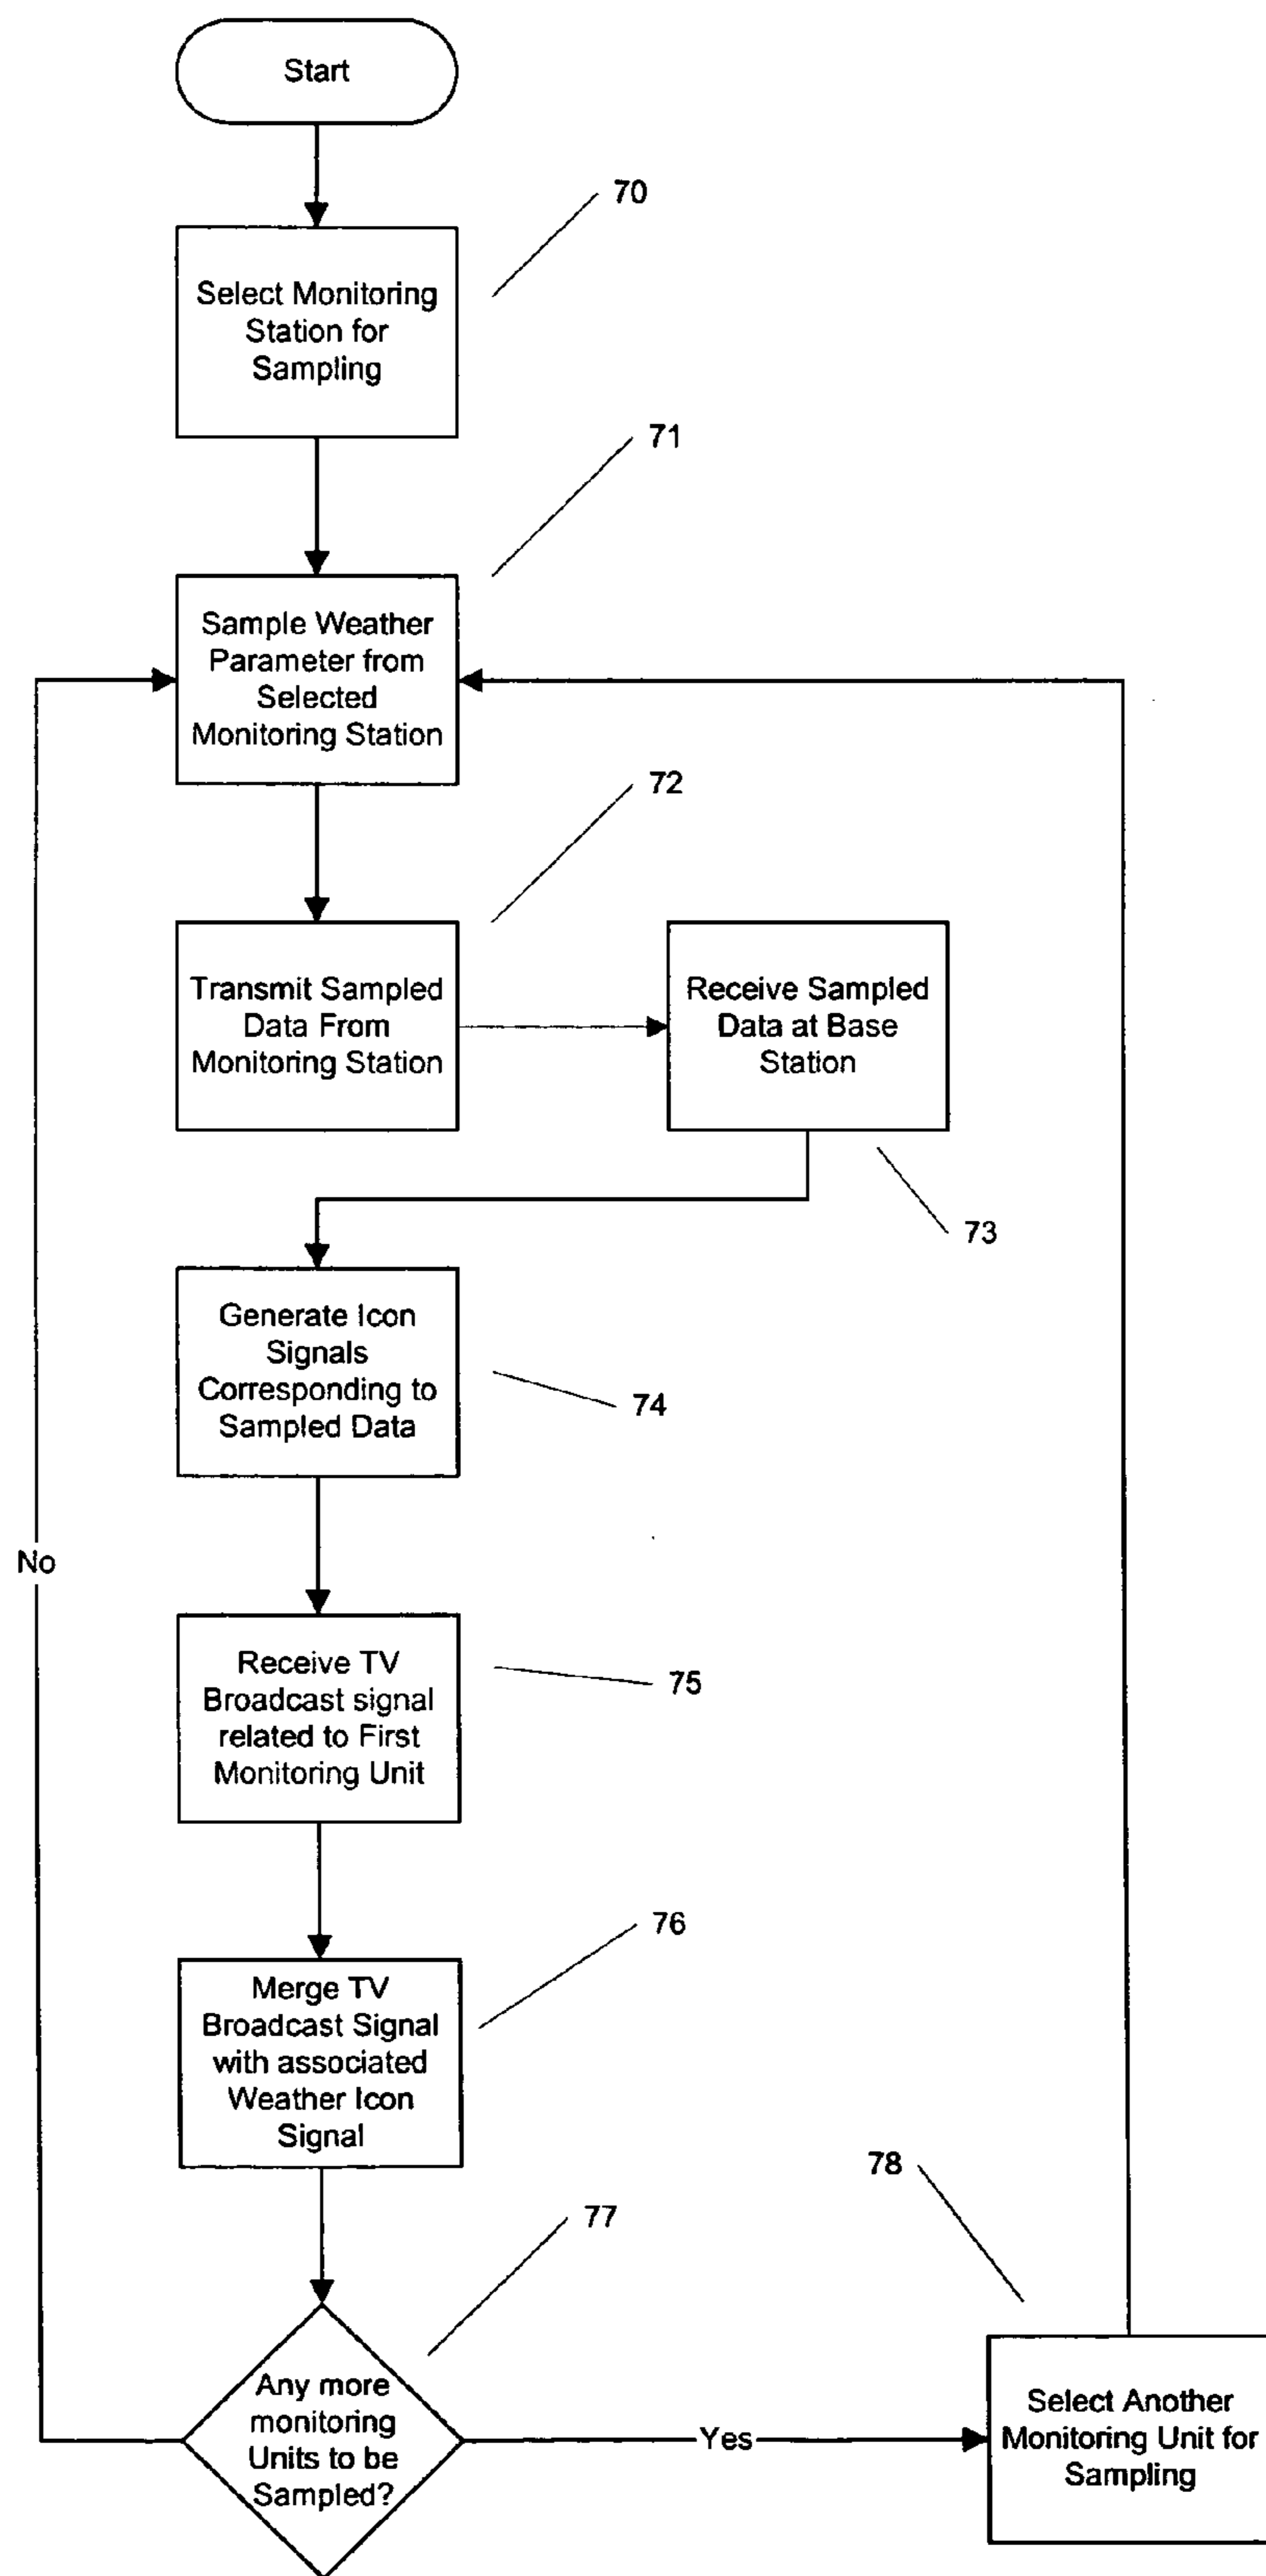 Start
70
Select Monitoring
Station for
Sampling
71
Sample Weather
Parameter from
Selected
Monitoring Station
72
Transmit Sampled
Data From
Monitoring Station
Receive Sampled
Data at Base
Station
73
Generate Icon
Signals
Corresponding to
Sampled Data
74
No
Receive TV
Broadcast signal
related to First
Monitoring Unit
75
76
Merge TV
Broadcast Signal
with associated
Weather Icon
Signal
78
77
Any more
monitoring
Units to be
Sampled?
Yes
Select Another
Monitoring Unit for
Sampling